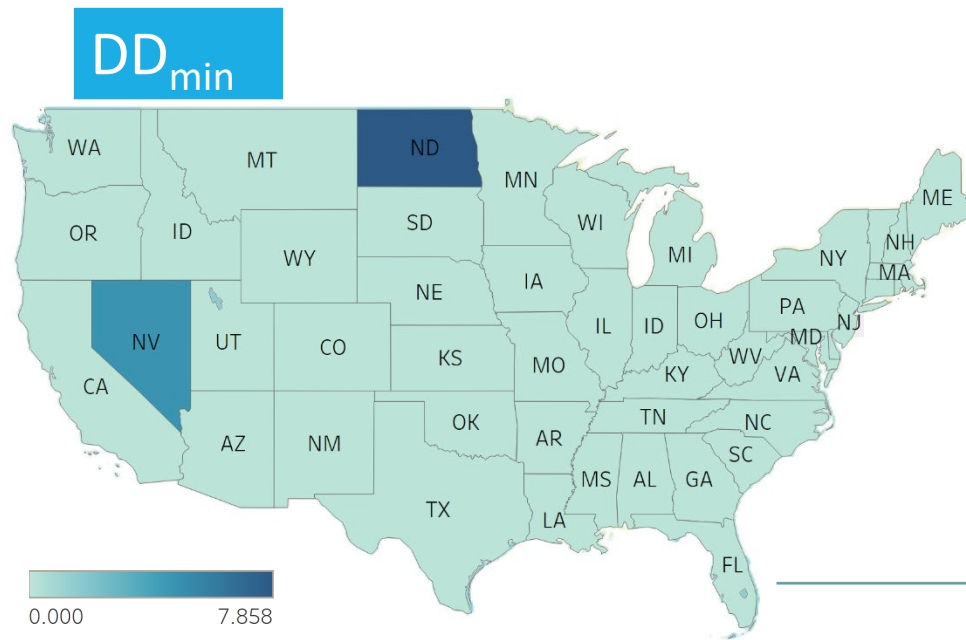 DDmin
WA
MT
ND
MN
ME
OR
ID
SD
WI
NH
WY
MI
NY
MA
NE
IA
PA
NV
UT
CO
IL
ID
OH
NJ
MD
KS
MO
WV
CA
KY
VA
OK
TN
NC
AZ
NM
AR
SC
MS
AL
GA
TX
LA
FL
0.000 7.858